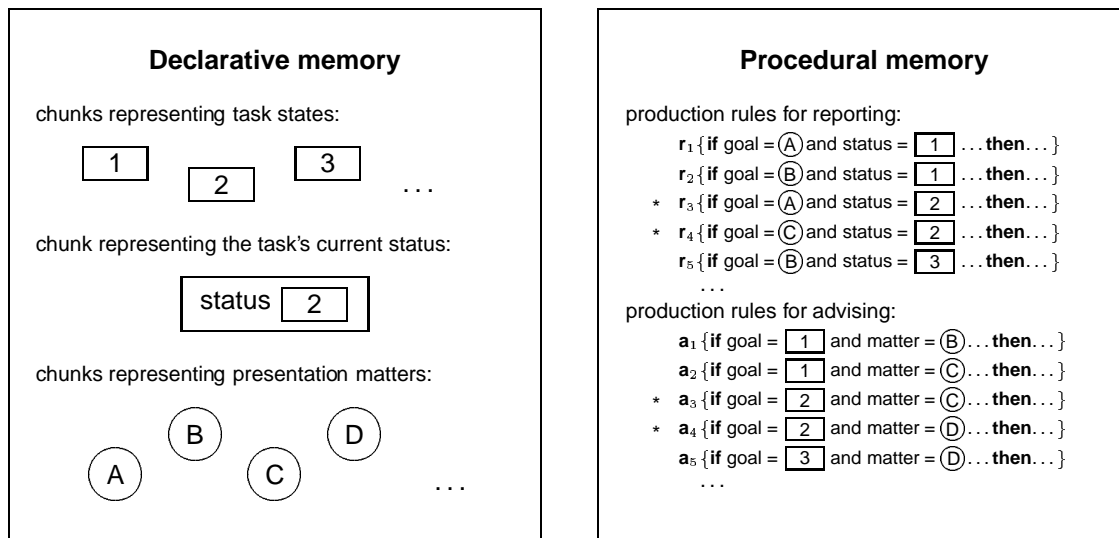 Declarative memory
chunks representing task states:
1
2
3
...
chunk representing the task's current status:
status 2
chunks representing presentation matters:
A
B
C
D
...
Procedural memory
production rules for reporting:
r₁{if goal = A and status = 1 ...then...}
r₂{if goal = B and status = 1 ...then...}
* r₃{if goal = A and status = 2 ...then...}
* r₄{if goal = C and status = 2 ...then...}
r₅{if goal = B and status = 3 ...then...}
...
production rules for advising:
a₁{if goal = 1 and matter = B...then...}
a₂{if goal = 1 and matter = C...then...}
* a₃{if goal = 2 and matter = C...then...}
* a₄{if goal = 2 and matter = D...then...}
a₅{if goal = 3 and matter = D...then...}
...